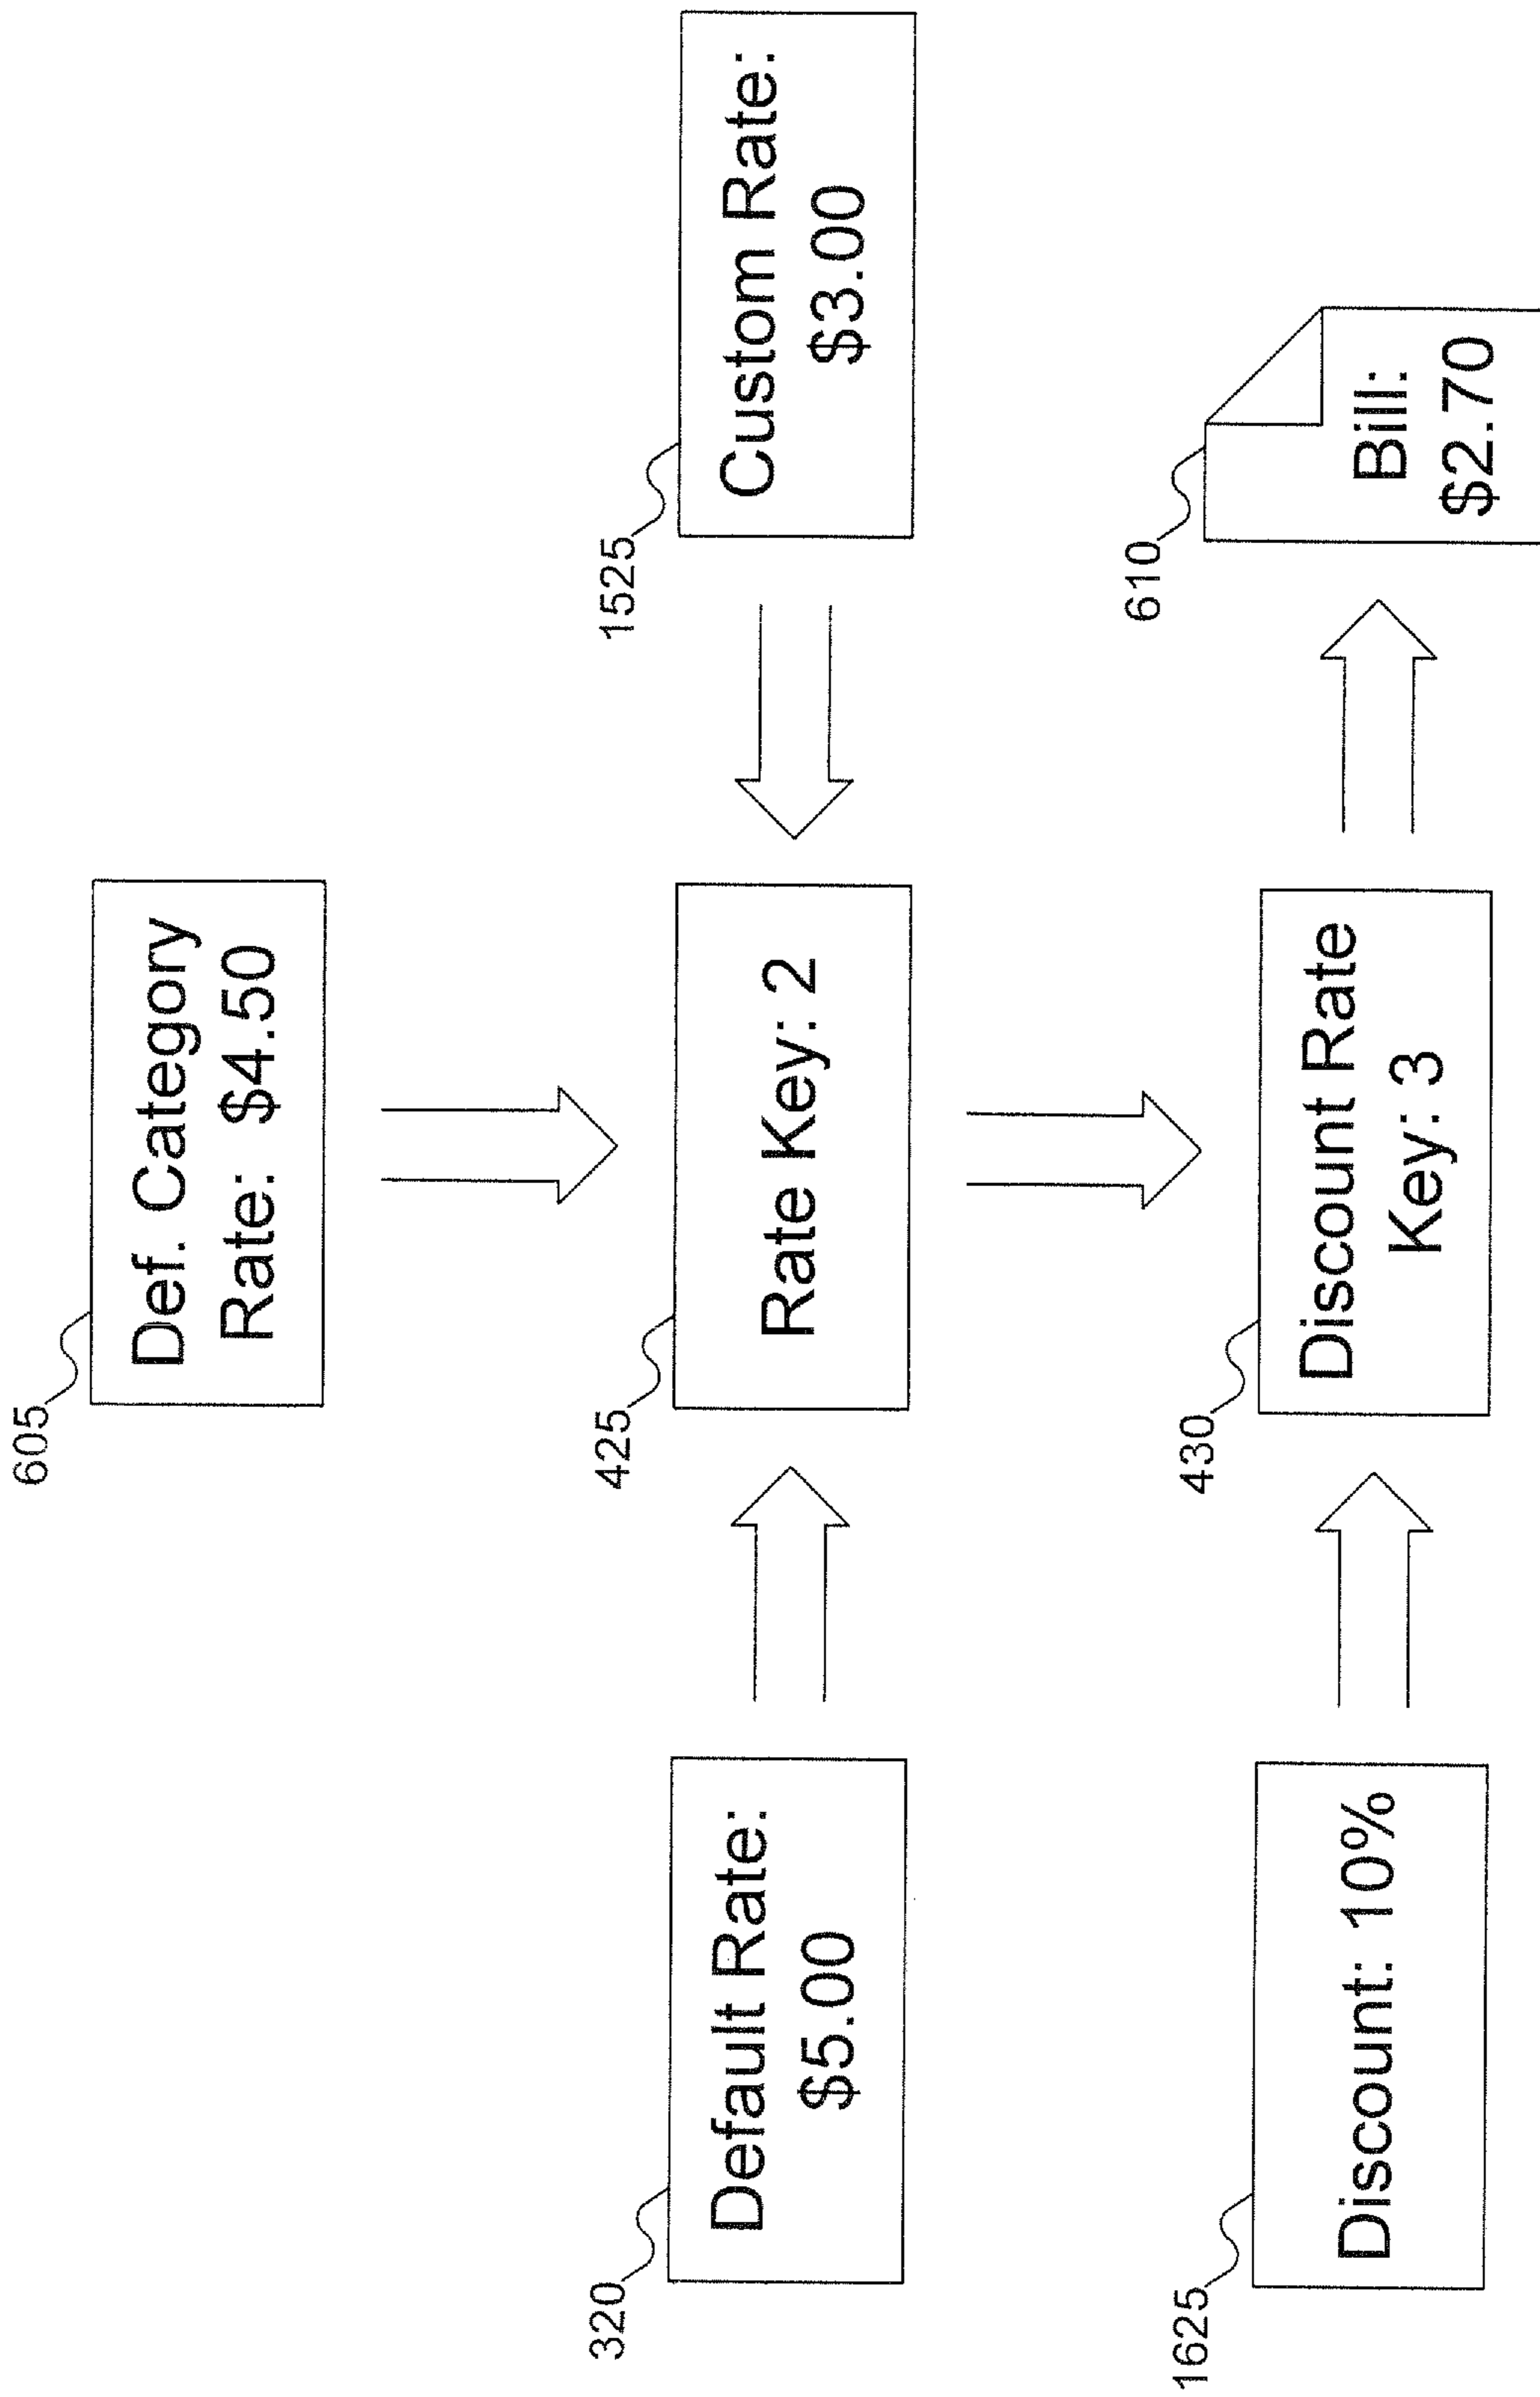 605
Def. Category
Rate: $4.50
320
Default Rate:
$5.00
425
Rate Key: 2
1525
Custom Rate:
$3.00
1625
Discount: 10%
430
Discount Rate
Key: 3
610
Bill:
$2.70